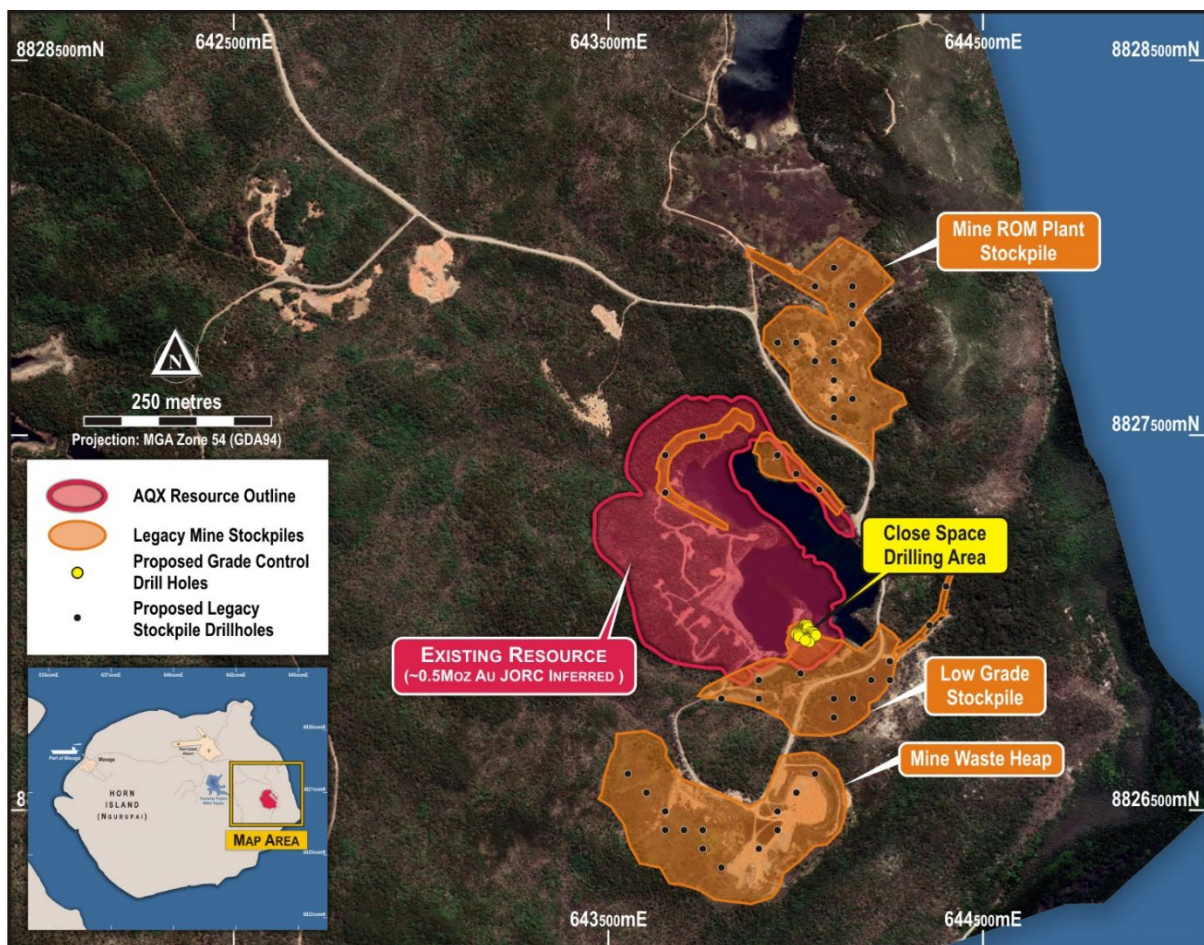 642500mE
643500mE
644500mE
8828500mN
8828500mN
Mine ROM Plant
Stockpile
N
250 metres
Projection: MGA Zone 54 (GDA94)
8827500mN
AQX Resource Outline
Legacy Mine Stockpiles
Proposed Grade Control
Drill Holes
Proposed Legacy
Stockpile Drillholes
Close Space
Drilling Area
EXISTING RESOURCE
(~0.5MOZ AU JORC INFERRED )
Low Grade
Stockpile
Mine Waste Heap
8826500mN
HORN
ISLAND
(NGURUPAI)
MAP AREA
643500mE
644500mE